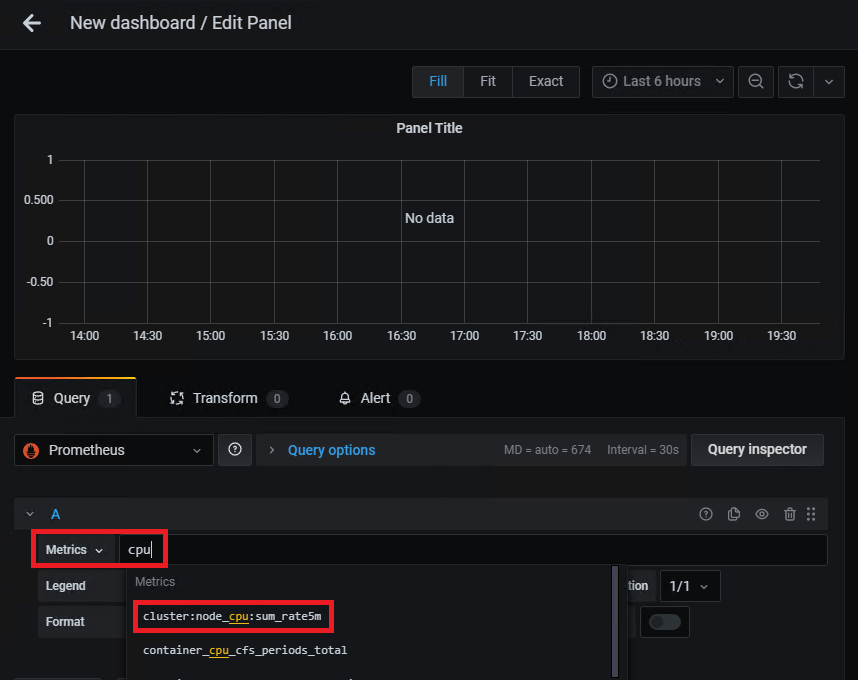 New dashboard / Edit Panel
Fill Fit Exact Last 6 hours
Panel Title
1
0.500
No data
0
-0.50
-1
14:00 14:30 15:00 15:30 16:00 16:30 17:00 17:30 18:00 18:30 19:00 19:30
Query 1 Transform 0 Alert 0
Prometheus Query options MD = auto = 674 Interval = 30s Query inspector
A
Metrics cpu
Metrics
Legend tion 1/1
cluster:node_cpu:sum_rate5m
Format
container_cpu_cfs_periods_total